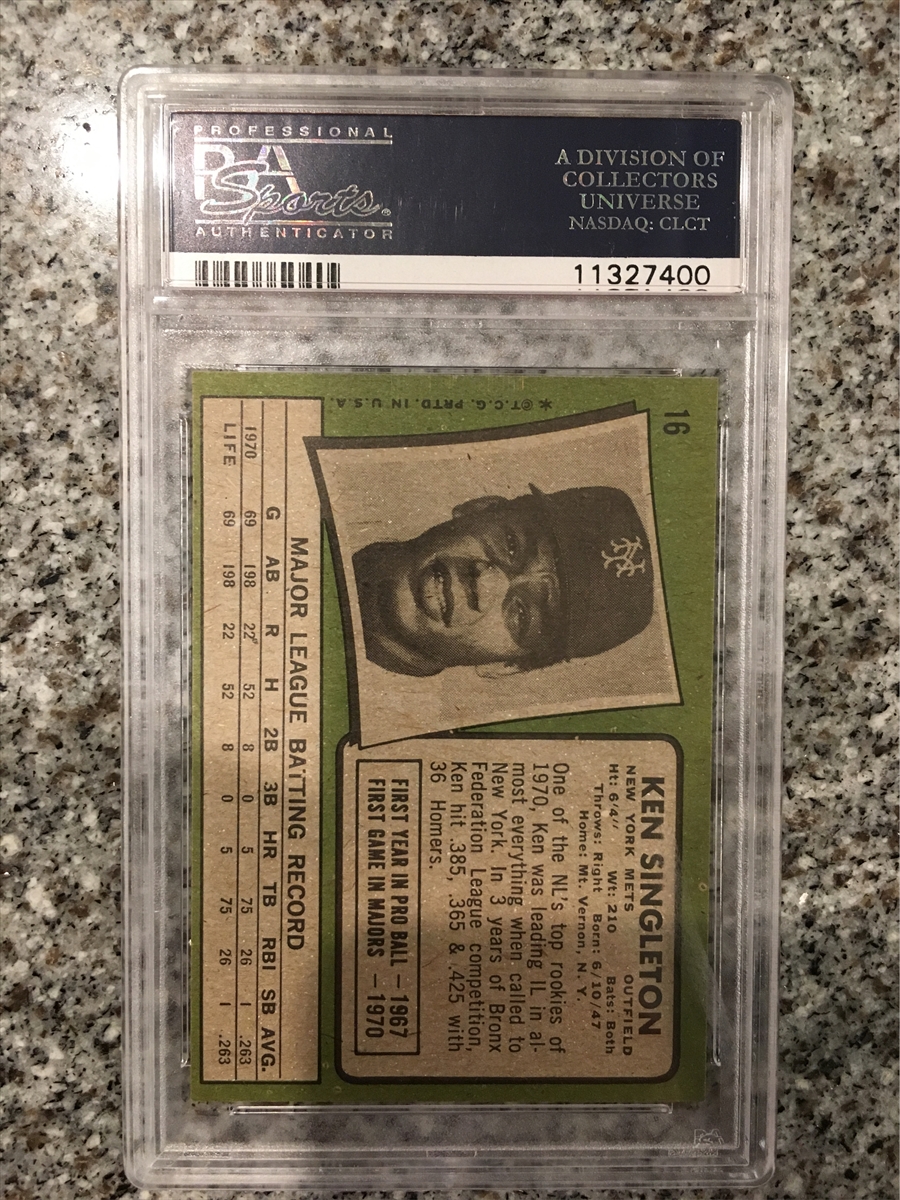 PROFESSIONAL
PSA
Sports®
AUTHENTICATOR
A DIVISION OF
COLLECTORS
UNIVERSE
NASDAQ: CLCT
11327400
16
*©T.C.G. PRTD. IN U.S.A.
KEN SINGLETON
NEW YORK METS OUTFIELD
Ht: 6'4" Wt: 210 Bats: Both
Throws: Right Born: 6/10/47
Home: Mt. Vernon, N. Y.
One of the NL's top rookies of
1970, Ken was leading IL in al-
most everything when called to
New York. In 3 years of Bronx
Federation League competition,
Ken hit .385, .365 & .425 with
36 Homers.
FIRST YEAR IN PRO BALL — 1967
FIRST GAME IN MAJORS — 1970
MAJOR LEAGUE BATTING RECORD
G AB R H 2B 3B HR TB RBI SB AVG.
1970 69 198 22 52 8 0 5 75 26 1 .263
LIFE 69 198 22 52 8 0 5 75 26 1 .263